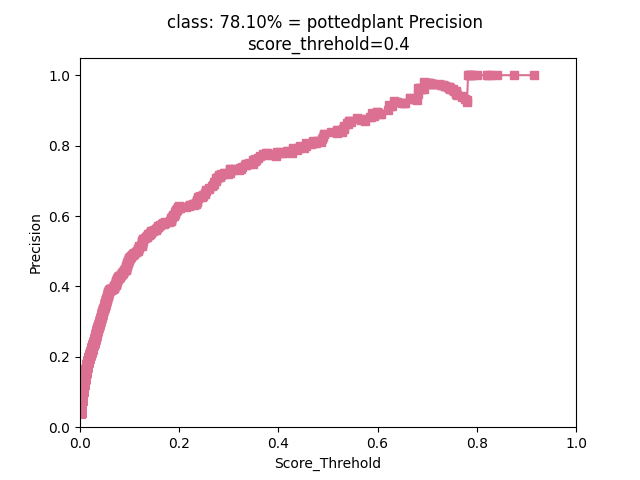 class: 78.10% = pottedplant Precision
score_threhold=0.4
Precision
1.0
0.8
0.6
0.4
0.2
0.0
0.0 0.2 0.4 0.6 0.8 1.0
Score_Threhold